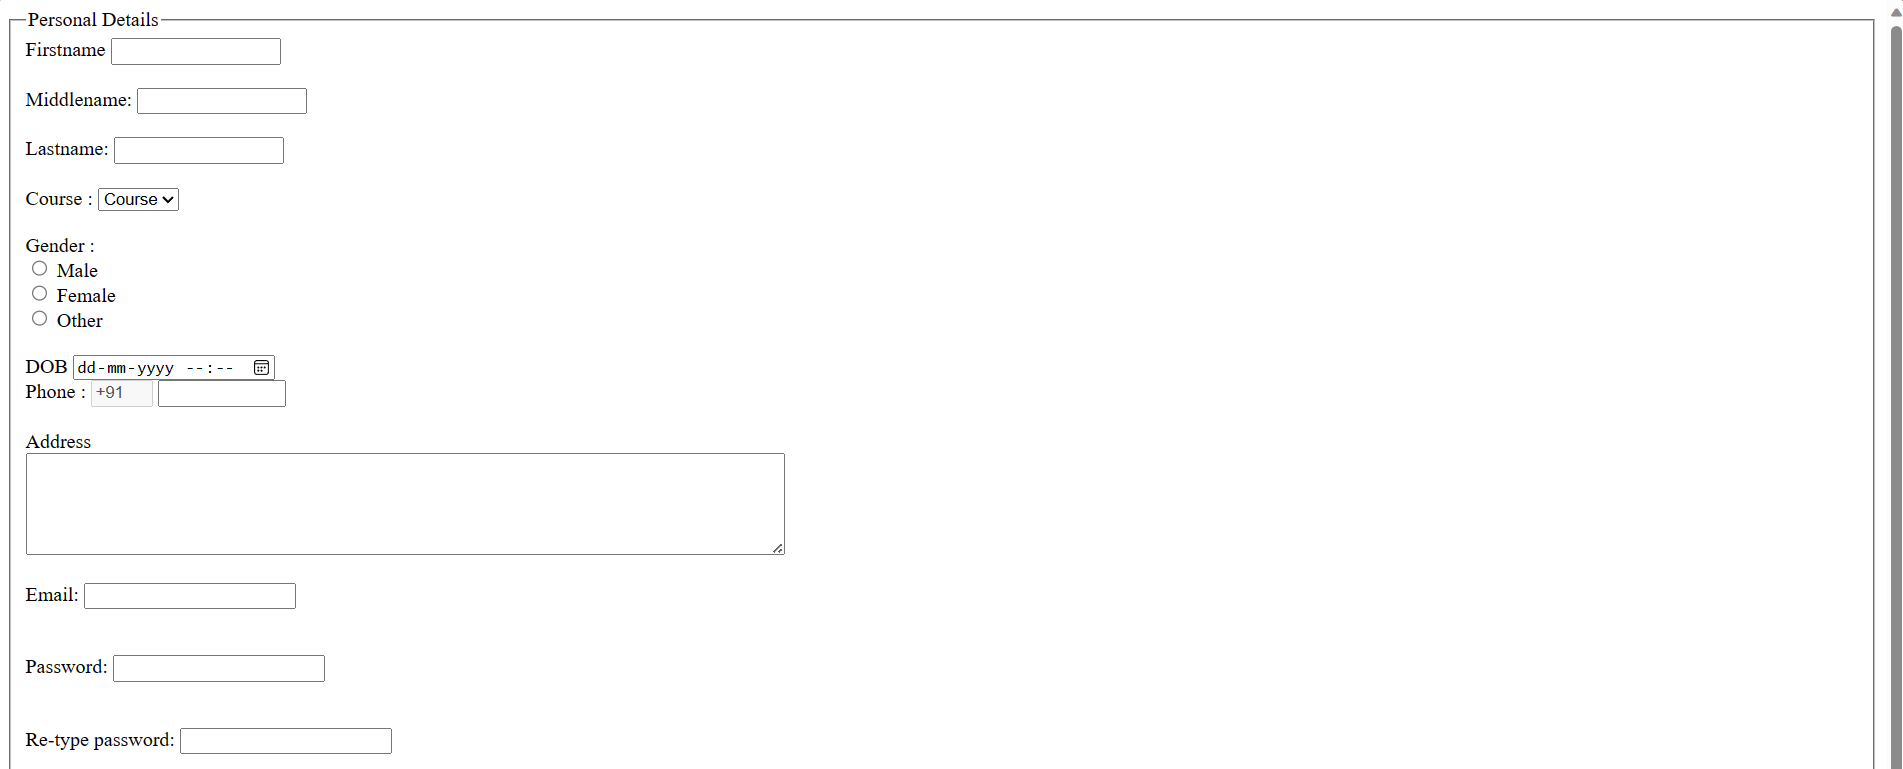 Personal Details
Firstname
Middlename:
Lastname:
Course : Course
Gender :
Male
Female
Other
DOB dd-mm-yyyy --:--
Phone : +91
Address
Email:
Password:
Re-type password: